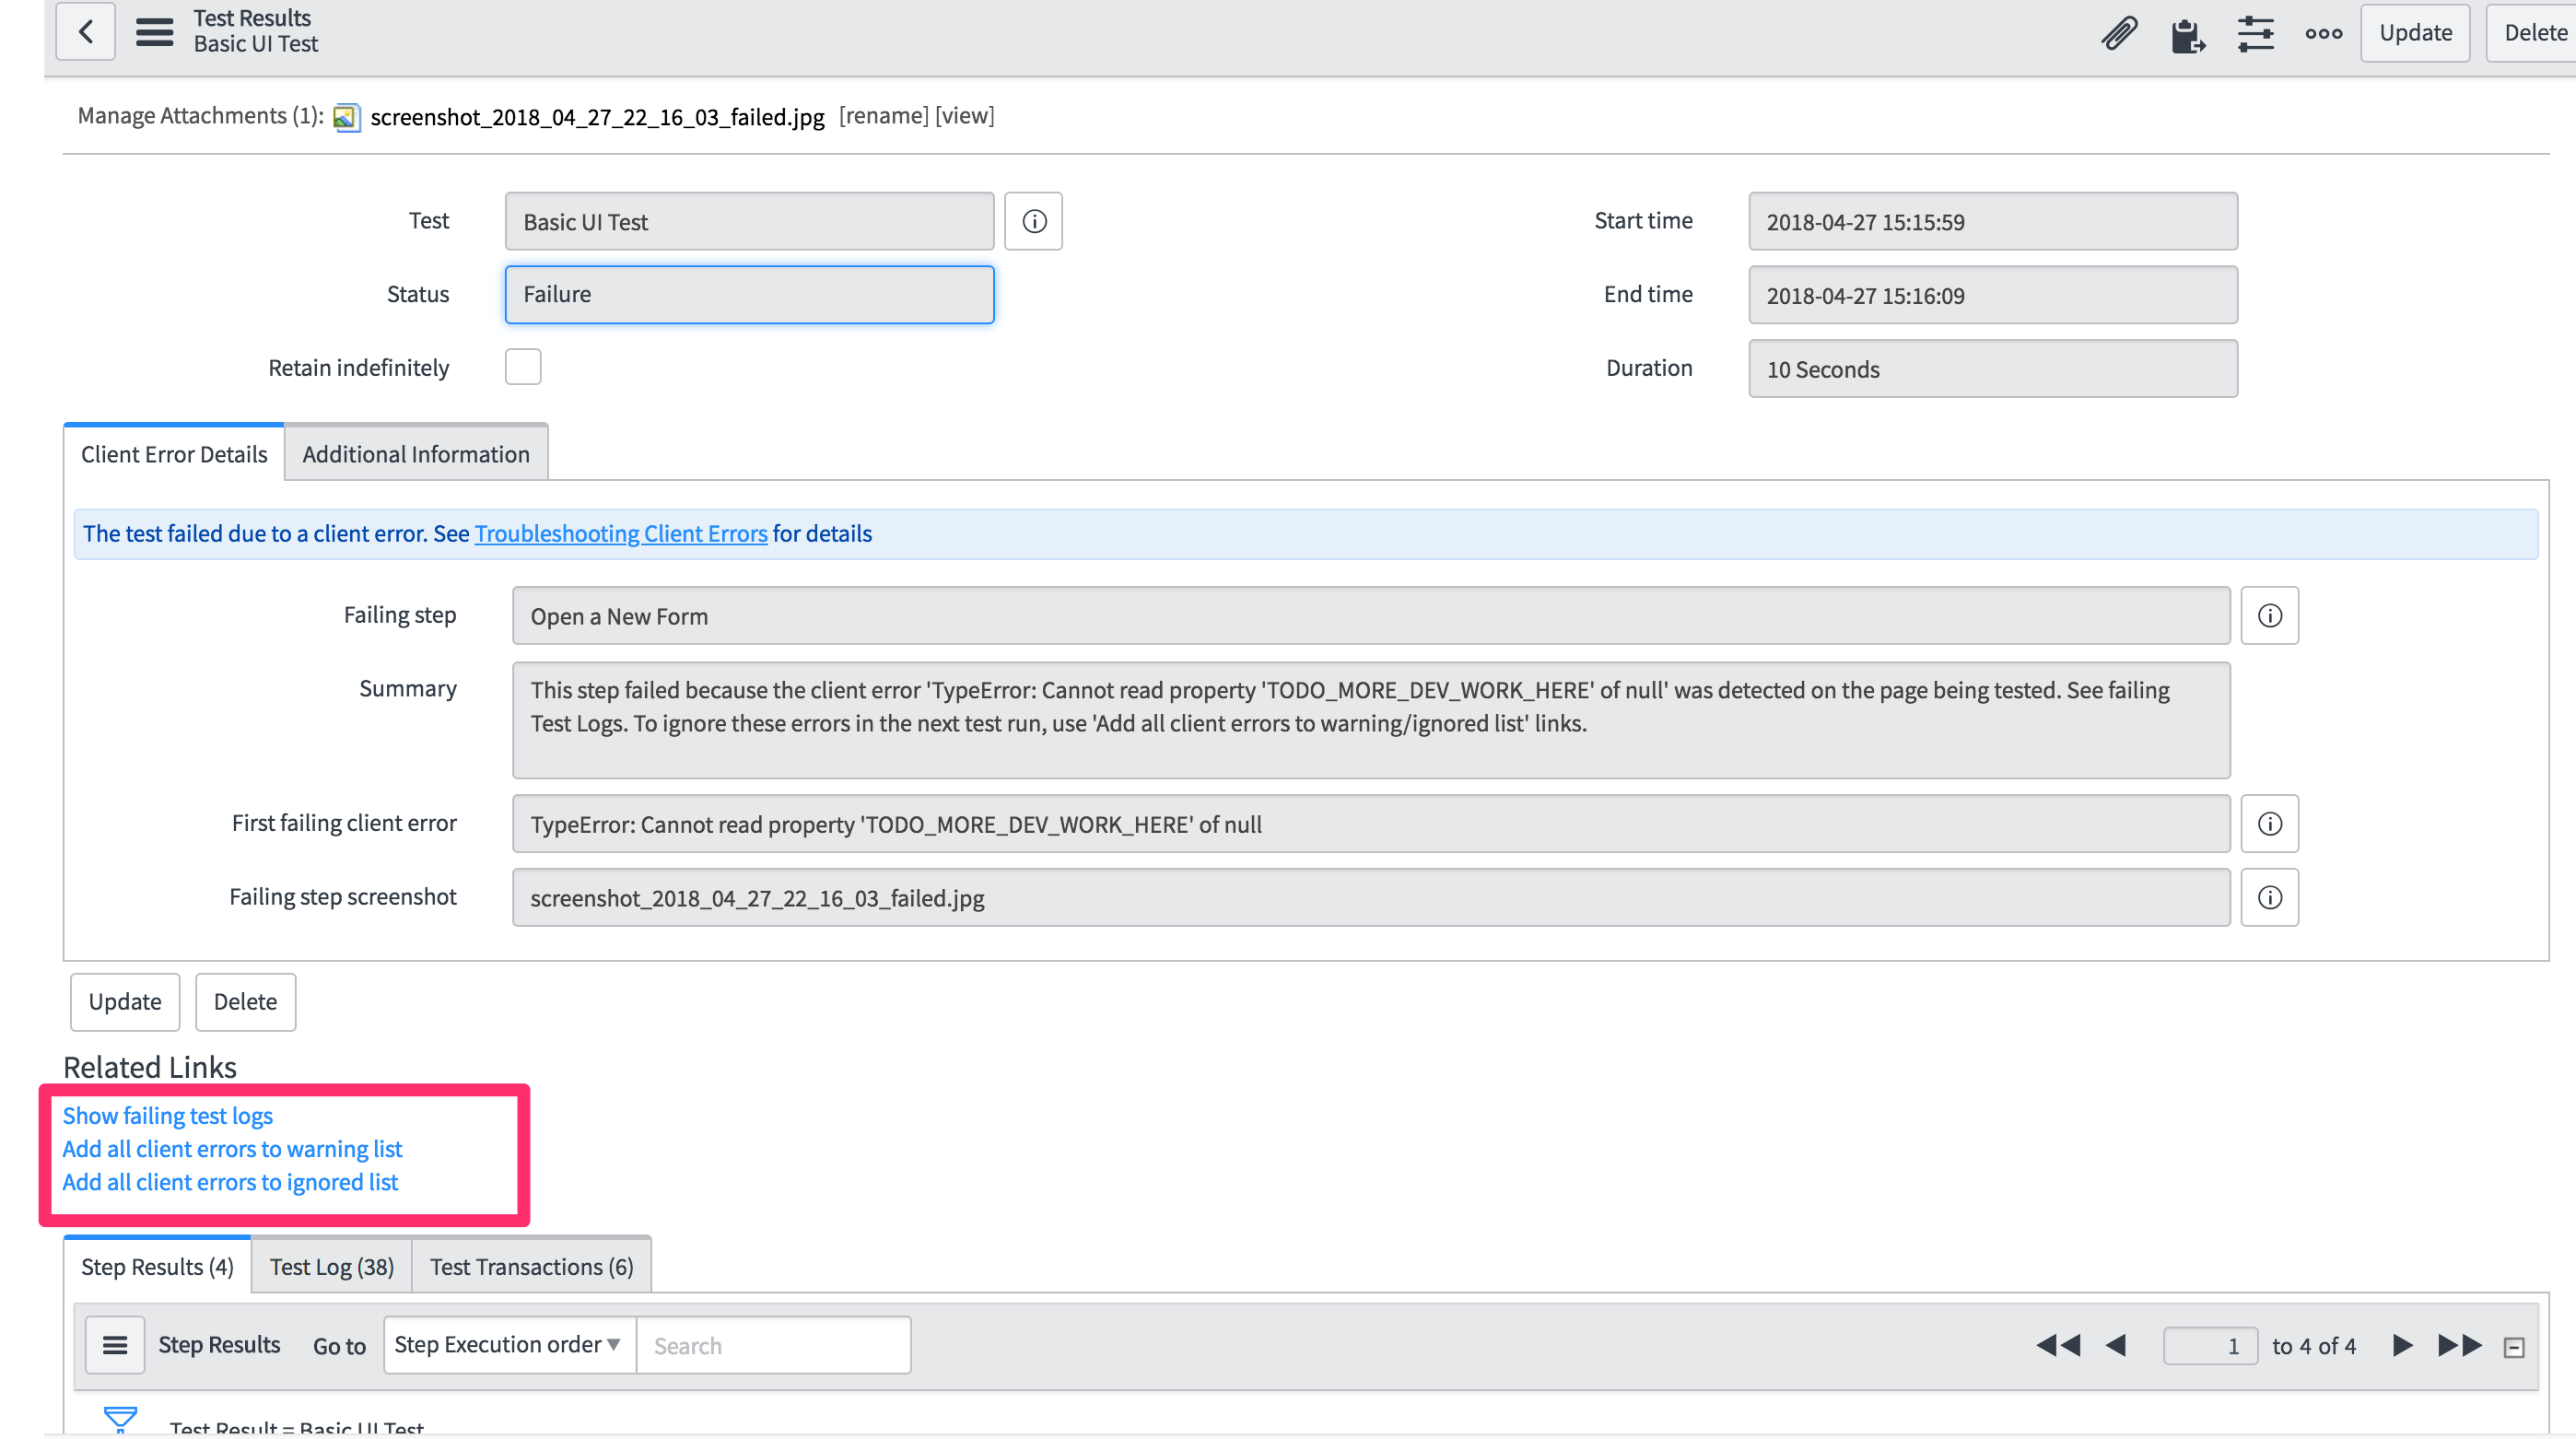 Test Results
Basic UI Test
Update
Delete
Manage Attachments (1): screenshot_2018_04_27_22_16_03_failed.jpg [rename] [view]
Test Basic UI Test
Start time 2018-04-27 15:15:59
Status Failure
End time 2018-04-27 15:16:09
Retain indefinitely
Duration 10 Seconds
Client Error Details
Additional Information
The test failed due to a client error. See Troubleshooting Client Errors for details
Failing step Open a New Form
Summary This step failed because the client error 'TypeError: Cannot read property 'TODO_MORE_DEV_WORK_HERE' of null' was detected on the page being tested. See failing
Test Logs. To ignore these errors in the next test run, use 'Add all client errors to warning/ignored list' links.
First failing client error TypeError: Cannot read property 'TODO_MORE_DEV_WORK_HERE' of null
Failing step screenshot screenshot_2018_04_27_22_16_03_failed.jpg
Update
Delete
Related Links
Show failing test logs
Add all client errors to warning list
Add all client errors to ignored list
Step Results (4)
Test Log (38)
Test Transactions (6)
Step Results Go to Step Execution order Search
1 to 4 of 4
Test Result = Basic UI Test